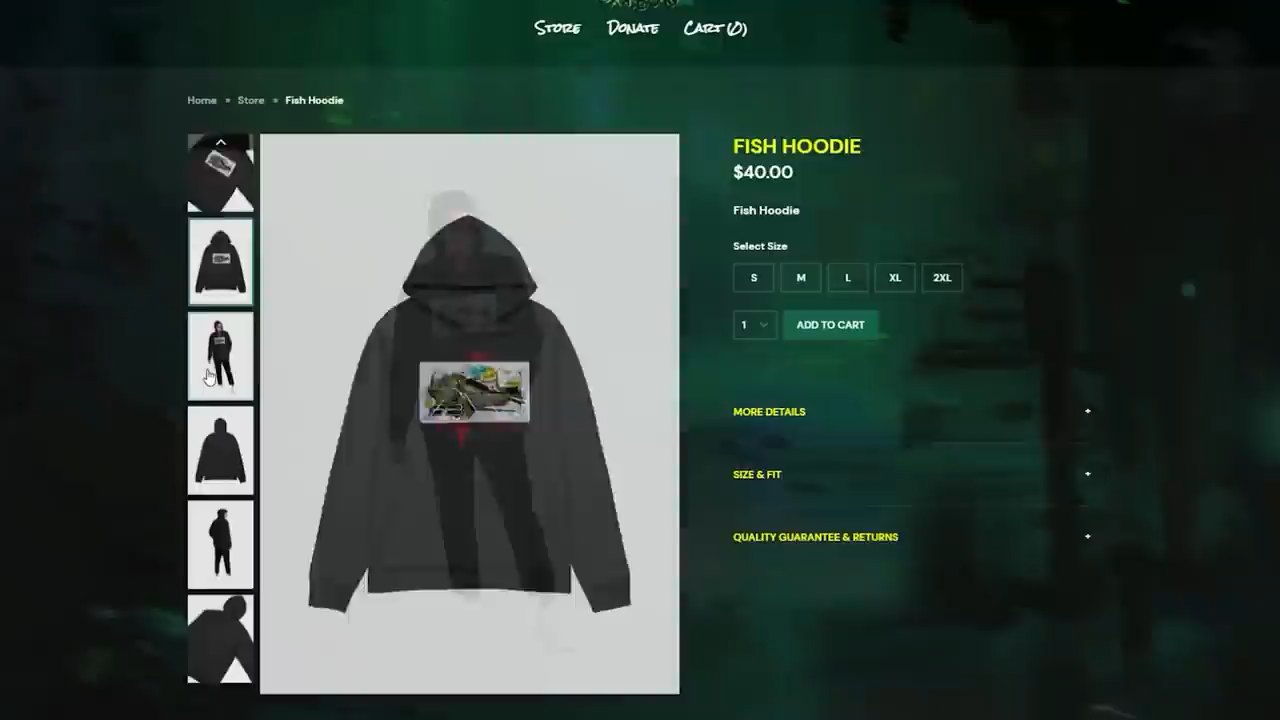 Store Donate Cart (0)
Home • Store • Fish Hoodie
FISH HOODIE
$40.00
Fish Hoodie
Select Size
S M L XL 2XL
1 ADD TO CART
MORE DETAILS +
SIZE & FIT +
QUALITY GUARANTEE & RETURNS +